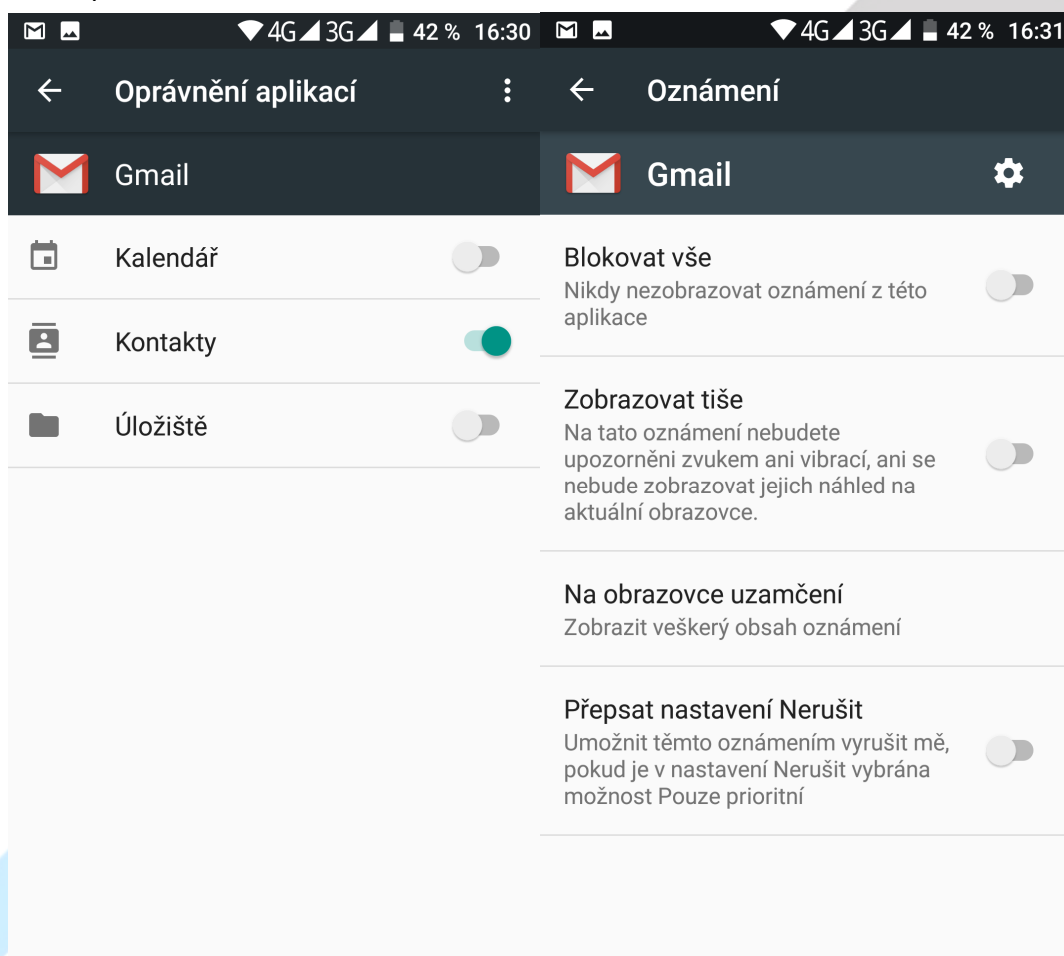 4G 3G 42 % 16:30
Oprávnění aplikací
Gmail
Kalendář
Kontakty
Úložiště
4G 3G 42 % 16:31
Oznámení
Gmail
Blokovat vše
Nikdy nezobrazovat oznámení z této
aplikace
Zobrazovat tiše
Na tato oznámení nebudete
upozorněni zvukem ani vibrací, ani se
nebude zobrazovat jejich náhled na
aktuální obrazovce.
Na obrazovce uzamčení
Zobrazit veškerý obsah oznámení
Přepsat nastavení Nerušit
Umožnit těmto oznámením vyrušit mě,
pokud je v nastavení Nerušit vybrána
možnost Pouze prioritní